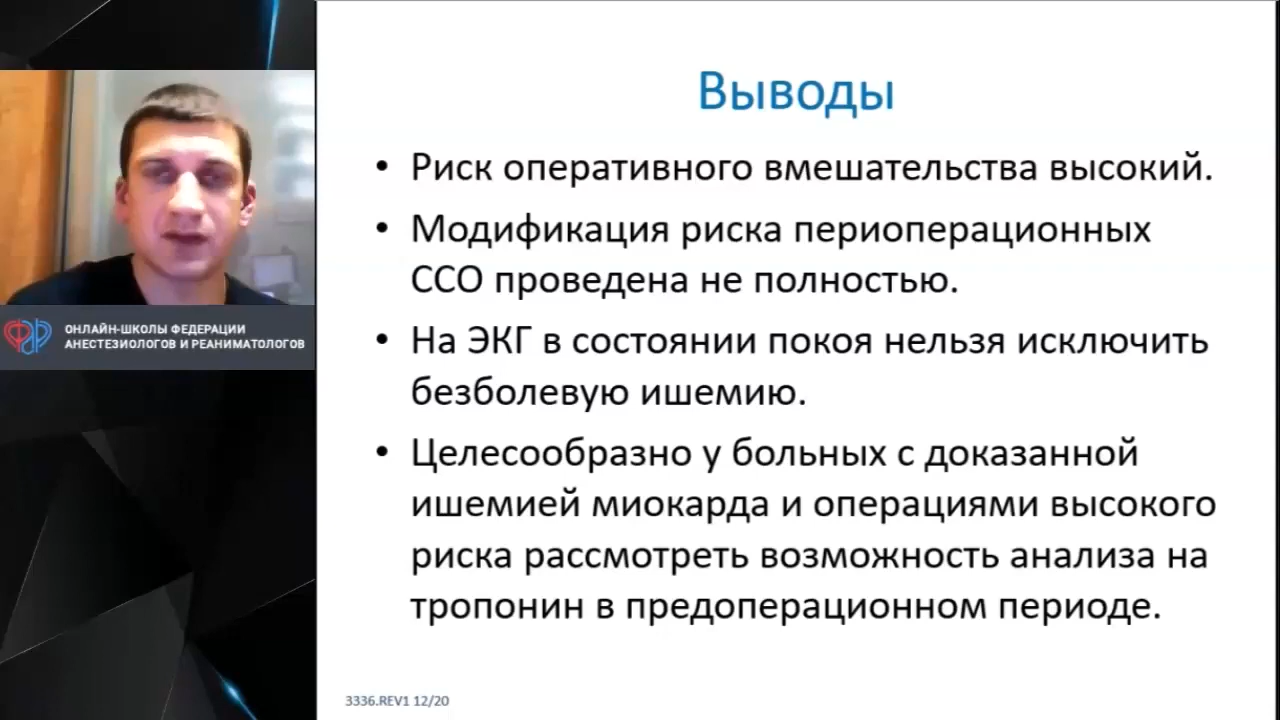 Выводы
• Риск оперативного вмешательства высокий.
• Модификация риска периоперационных
ССО проведена не полностью.
• На ЭКГ в состоянии покоя нельзя исключить
безболевую ишемию.
• Целесообразно у больных с доказанной
ишемией миокарда и операциями высокого
риска рассмотреть возможность анализа на
тропонин в предоперационном периоде.
3336.REV1 12/20
ОНЛАЙН-ШКОЛЫ ФЕДЕРАЦИИ
АНЕСТЕЗИОЛОГОВ И РЕАНИМАТОЛОГОВ